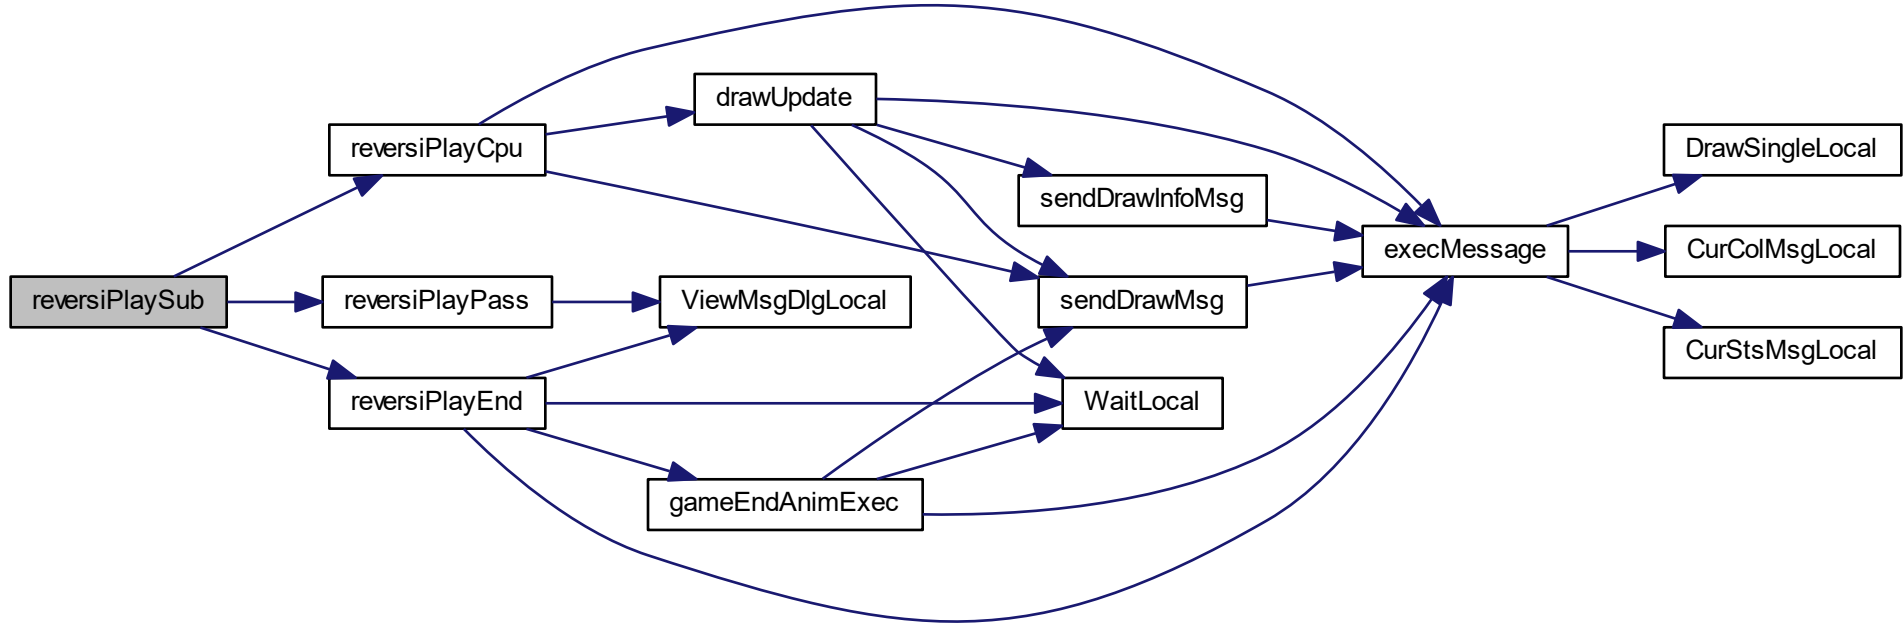 reversiPlaySub
reversiPlayCpu
reversiPlayPass
reversiPlayEnd
drawUpdate
ViewMsgDlgLocal
gameEndAnimExec
sendDrawInfoMsg
sendDrawMsg
WaitLocal
execMessage
DrawSingleLocal
CurColMsgLocal
CurStsMsgLocal